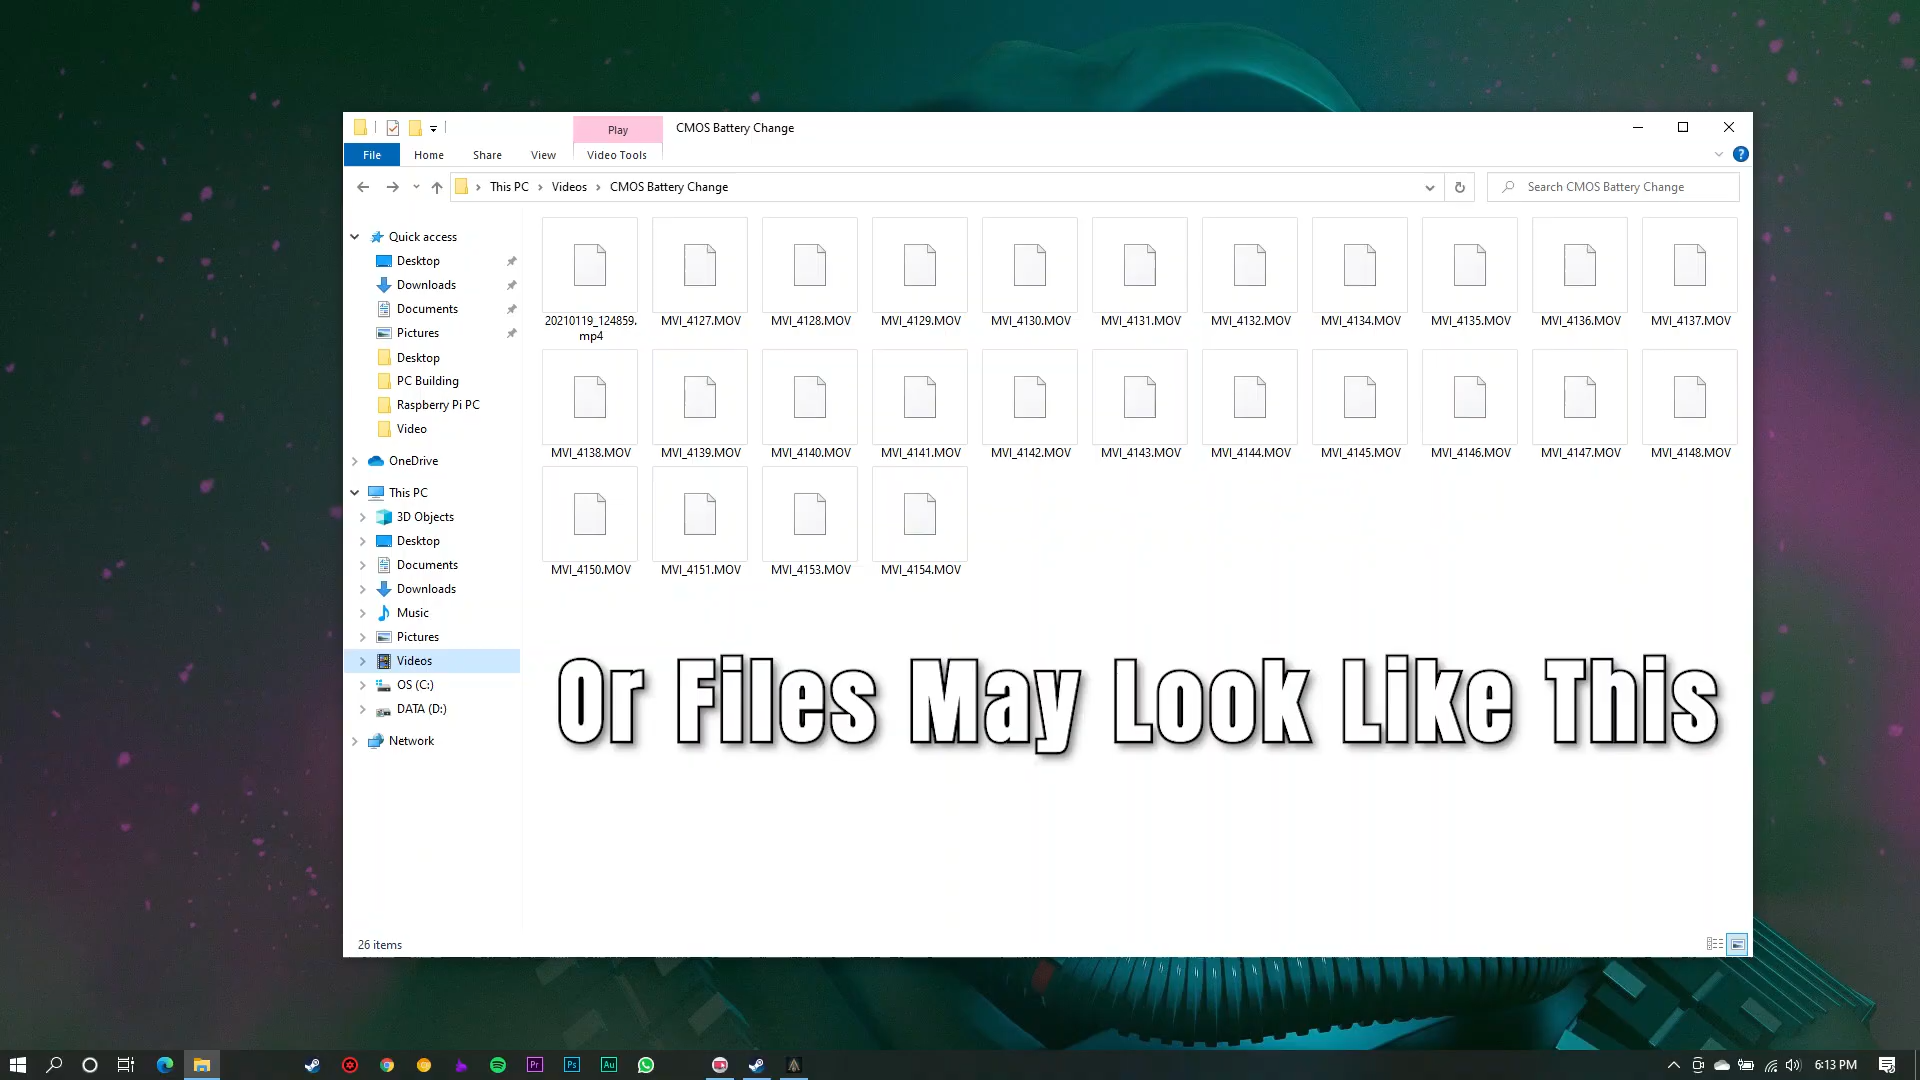 Play
CMOS Battery Change
File
Home
Share
View
Video Tools
This PC
Videos
CMOS Battery Change
Search CMOS Battery Change
Quick access
Desktop
Downloads
Documents
Pictures
Desktop
PC Building
Raspberry Pi PC
Video
OneDrive
This PC
3D Objects
Desktop
Documents
Downloads
Music
Pictures
Videos
OS (C:)
DATA (D:)
Network
20210119_124859.
mp4
MVI_4127.MOV
MVI_4128.MOV
MVI_4129.MOV
MVI_4130.MOV
MVI_4131.MOV
MVI_4132.MOV
MVI_4134.MOV
MVI_4135.MOV
MVI_4136.MOV
MVI_4137.MOV
MVI_4138.MOV
MVI_4139.MOV
MVI_4140.MOV
MVI_4141.MOV
MVI_4142.MOV
MVI_4143.MOV
MVI_4144.MOV
MVI_4145.MOV
MVI_4146.MOV
MVI_4147.MOV
MVI_4148.MOV
MVI_4150.MOV
MVI_4151.MOV
MVI_4153.MOV
MVI_4154.MOV
Or Files May Look Like This
26 items
Pr
Ps
Au
6:13 PM